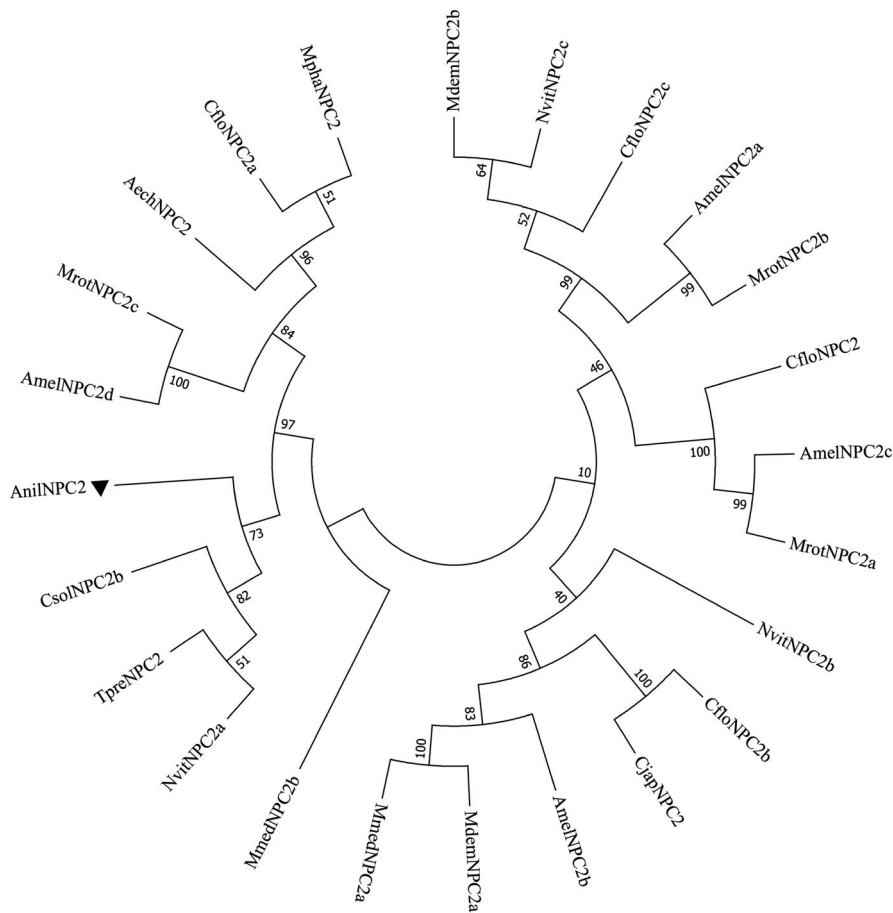 MdemNPC2b
NvitNPC2c
CfloNPC2c
AmelNPC2a
MrotNPC2b
CfloNPC2
AmelNPC2c
MrotNPC2a
NvitNPC2b
CfloNPC2b
CjapNPC2
AmelNPC2b
MdemNPC2a
MmedNPC2a
MmedNPC2b
NvitNPC2a
TpreNPC2
CsolNPC2b
AnilNPC2
AmelNPC2d
MrotNPC2c
AechNPC2
CfloNPC2a
MphaNPC2
64
52
99
99
46
100
99
10
40
100
86
83
100
51
82
73
97
100
84
96
51